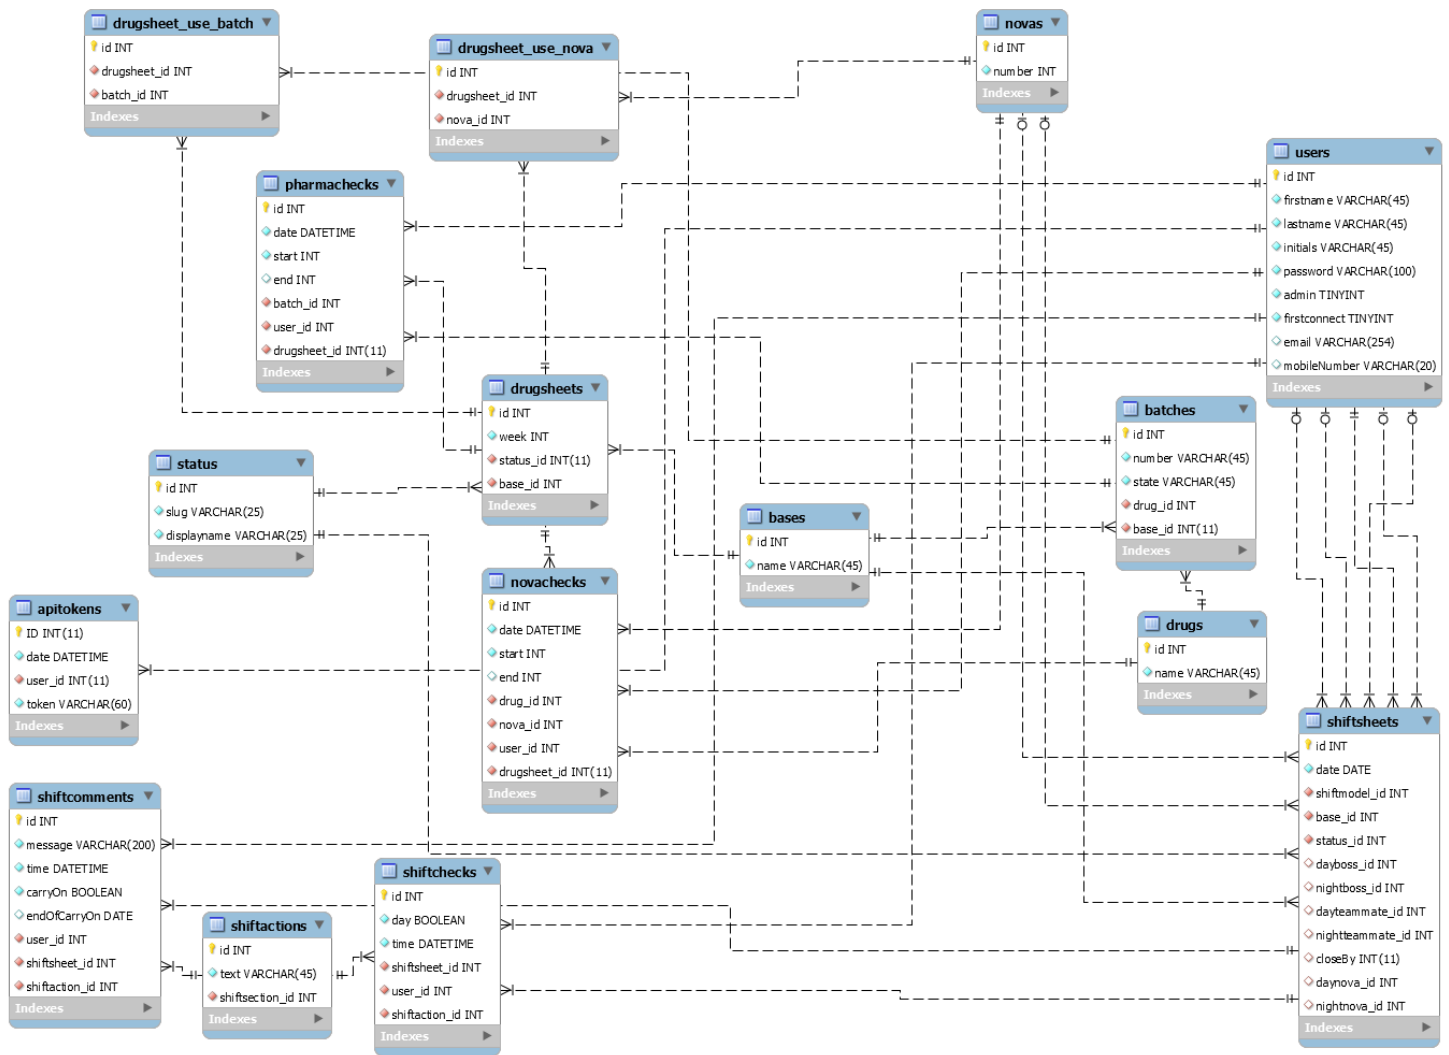 drugsheet_use_batch
id INT
drugsheet_id INT
batch_id INT
Indexes
drugsheet_use_nova
id INT
drugsheet_id INT
nova_id INT
Indexes
novas
id INT
number INT
Indexes
users
id INT
firstname VARCHAR(45)
lastname VARCHAR(45)
initials VARCHAR(45)
password VARCHAR(100)
admin TINYINT
firstconnect TINYINT
email VARCHAR(254)
mobileNumber VARCHAR(20)
Indexes
pharmachecks
id INT
date DATETIME
start INT
end INT
batch_id INT
user_id INT
drugsheet_id INT(11)
Indexes
drugsheets
id INT
week INT
status_id INT(11)
base_id INT
Indexes
batches
id INT
number VARCHAR(45)
state VARCHAR(45)
drug_id INT
base_id INT(11)
Indexes
status
id INT
slug VARCHAR(25)
displayname VARCHAR(25)
Indexes
bases
id INT
name VARCHAR(45)
Indexes
novachecks
id INT
date DATETIME
start INT
end INT
drug_id INT
nova_id INT
user_id INT
drugsheet_id INT(11)
Indexes
apitokens
ID INT(11)
date DATETIME
user_id INT(11)
token VARCHAR(60)
Indexes
drugs
id INT
name VARCHAR(45)
Indexes
shiftsheets
id INT
date DATE
shiftmodel_id INT
base_id INT
status_id INT
dayboss_id INT
nightboss_id INT
dayteammate_id INT
nightteammate_id INT
closeBy INT(11)
daynova_id INT
nightnova_id INT
Indexes
shiftcomments
id INT
message VARCHAR(200)
time DATETIME
carryOn BOOLEAN
endOfCarryOn DATE
user_id INT
shiftsheet_id INT
shiftaction_id INT
Indexes
shiftactions
id INT
text VARCHAR(45)
shiftsection_id INT
Indexes
shiftchecks
id INT
day BOOLEAN
time DATETIME
shiftsheet_id INT
user_id INT
shiftaction_id INT
Indexes